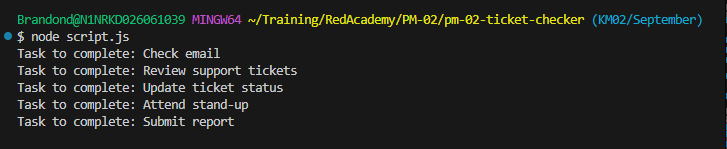 Brandond@N1NRKD026061039 MINGW64 ~/Training/RedAcademy/PM-02/pm-02-ticket-checker (KM02/September)
$ node script.js
Task to complete: Check email
Task to complete: Review support tickets
Task to complete: Update ticket status
Task to complete: Attend stand-up
Task to complete: Submit report